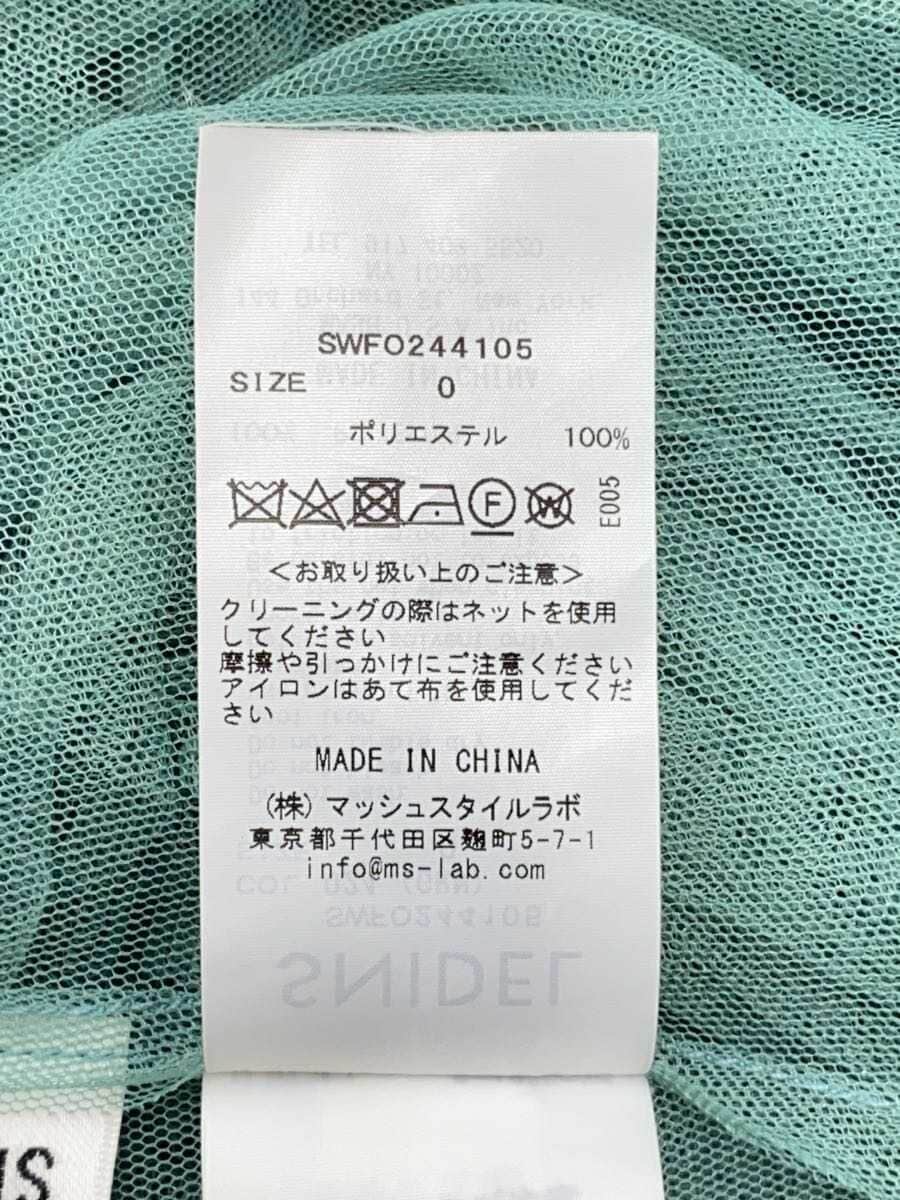 SWFO244105
SIZE 0
ポリエステル 100%
F W E005
<お取り扱い上のご注意>
クリーニングの際はネットを使用
してください
摩擦や引っかけにご注意ください
アイロンはあて布を使用してくだ
さい
MADE IN CHINA
(株)マッシュスタイルラボ
東京都千代田区麹町5-7-1
info@ms-lab.com
SWFO244105
SNIDEL